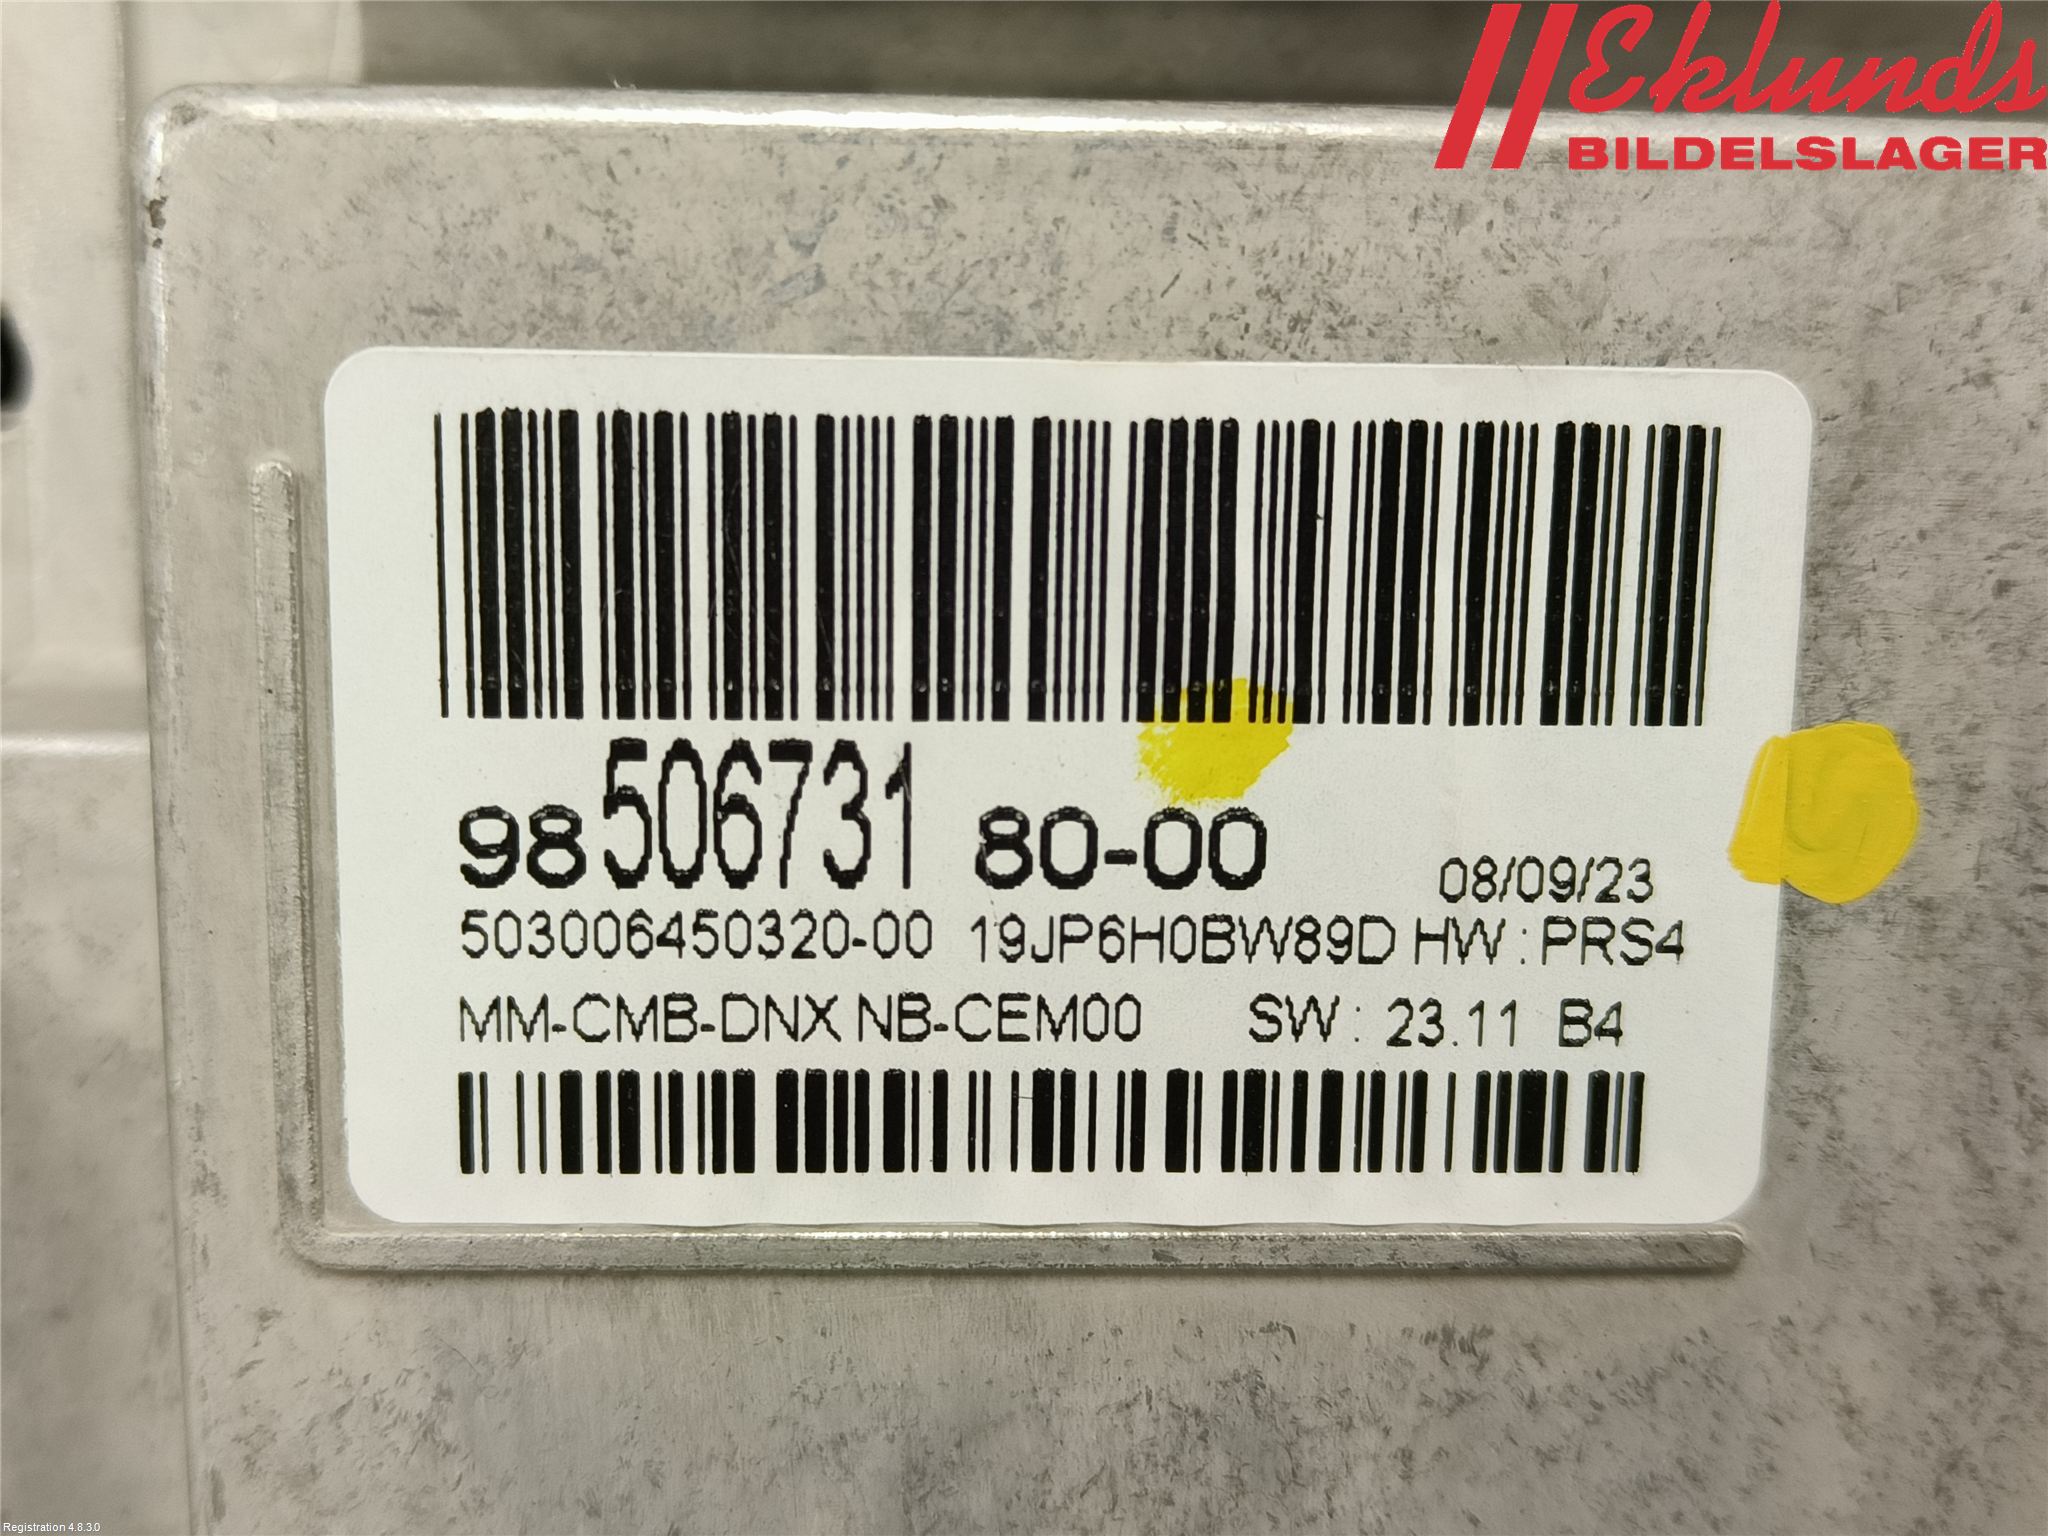 Eklunds
BILDELSLAGER
98 506731 80-00
08/09/23
503006450320-00 19JP6H0BW89D HW : PRS4
MM-CMB-DNX NB-CEM00 SW : 23.11 B4
Registration 4.8.3.0